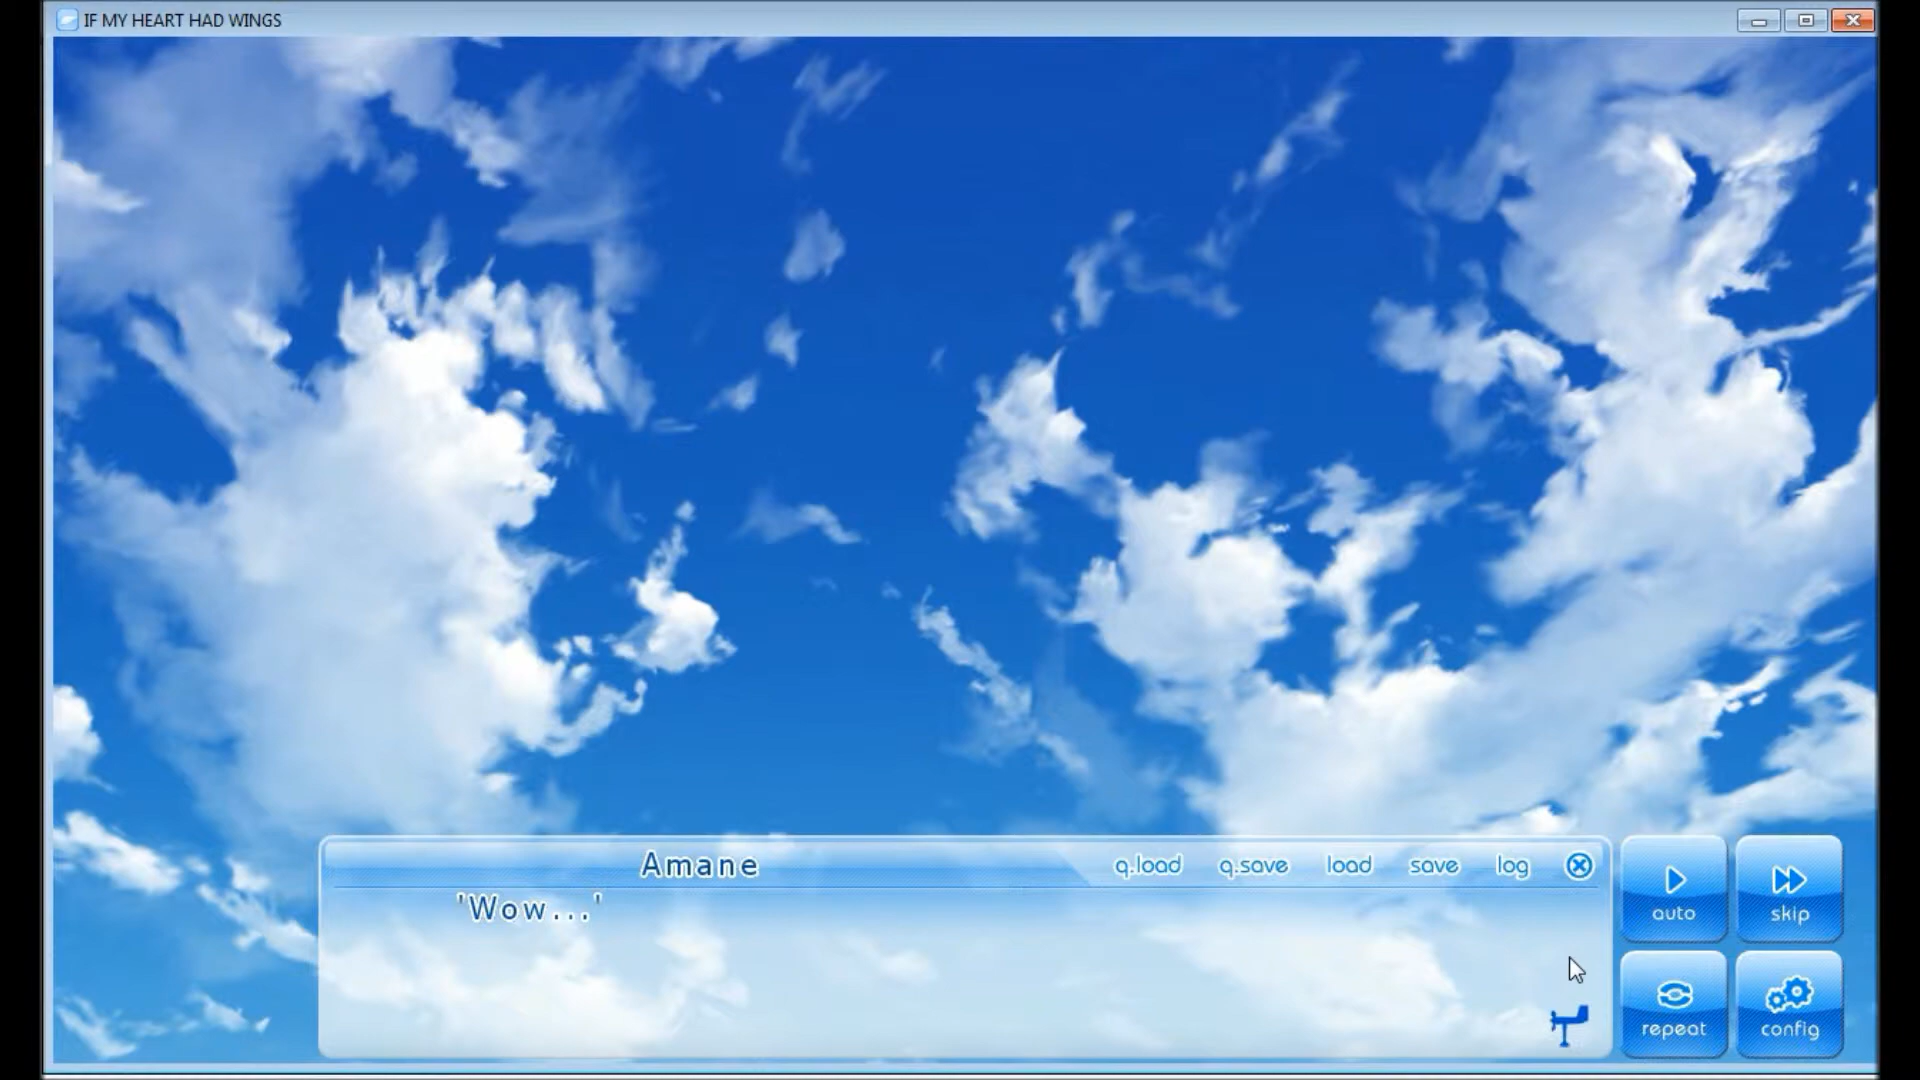 IF MY HEART HAD WINGS
Amane
q.load q.save load save log
'Wow...'
auto
skip
repeat
config